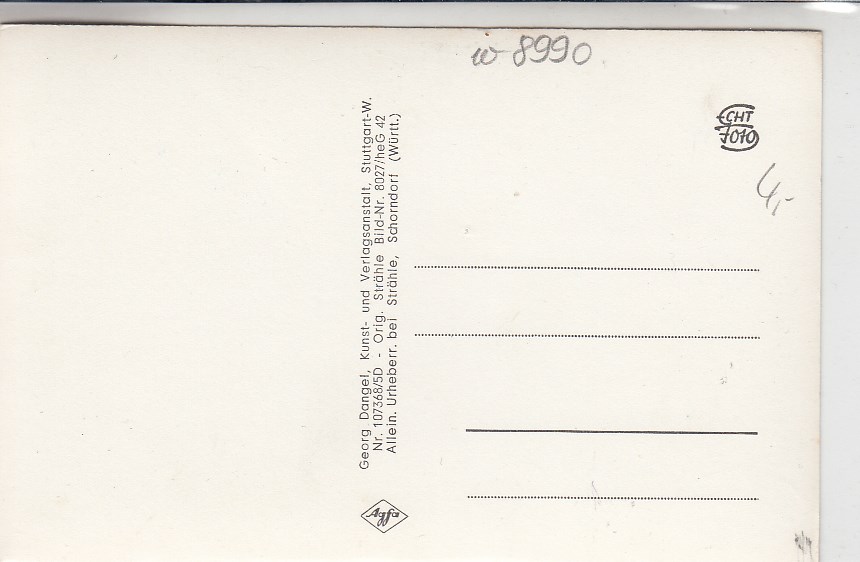 w 8990
ECHT
FOTO
4,-
Georg Dangel, Kunst- und Verlagsanstalt, Stuttgart-W.
Nr. 107368/5D - Orig. Strähle Bild-Nr. 8027/heG 42
Allein. Urheberr. bei Strähle, Schorndorf (Württ.)
Agfa